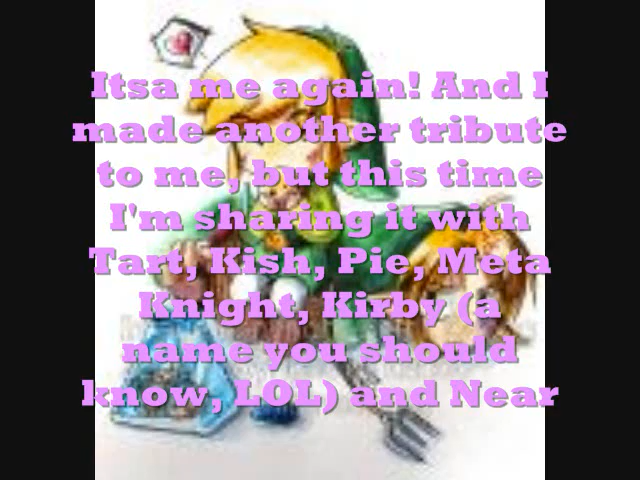 Itsa me again! And I
made another tribute
to me, but this time
I'm sharing it with
Tart, Kish, Pie, Meta
Knight, Kirby (a
name you should
know, LOL) and Near